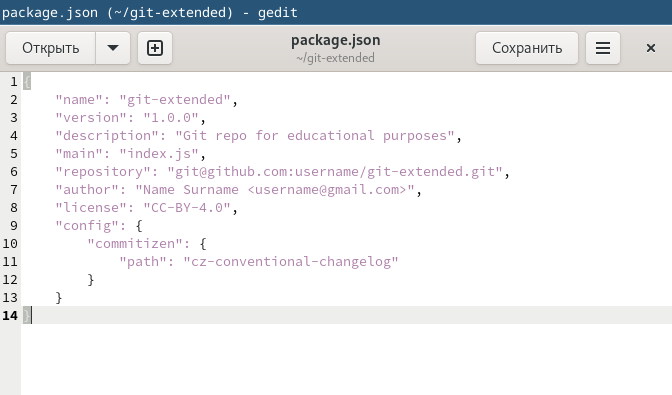 package.json (~/git-extended) - gedit
Открыть
package.json
~/git-extended
Сохранить
1 {
2     "name": "git-extended",
3     "version": "1.0.0",
4     "description": "Git repo for educational purposes",
5     "main": "index.js",
6     "repository": "git@github.com:username/git-extended.git",
7     "author": "Name Surname <username@gmail.com>",
8     "license": "CC-BY-4.0",
9     "config": {
10         "commitizen": {
11             "path": "cz-conventional-changelog"
12         }
13     }
14 }